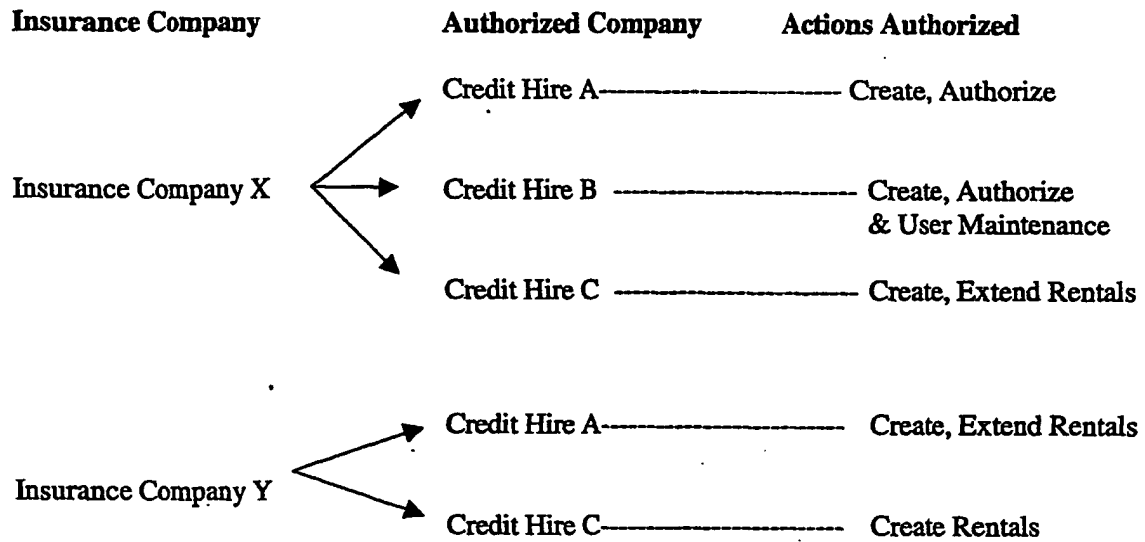 Insurance Company Authorized Company Actions Authorized
Credit Hire A Create, Authorize
Insurance Company X Credit Hire B Create, Authorize
& User Maintenance
Credit Hire C Create, Extend Rentals
Credit Hire A Create, Extend Rentals
Insurance Company Y
Credit Hire C Create Rentals